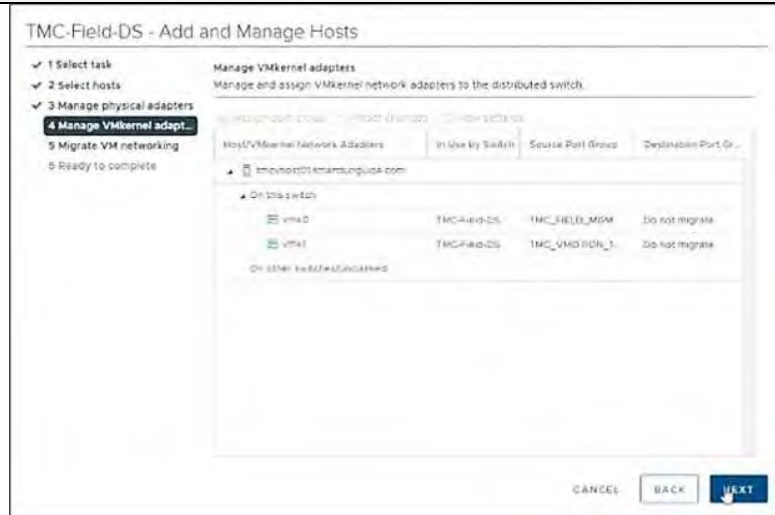 TMC-Field-DS - Add and Manage Hosts
✓ 1 Select task
✓ 2 Select hosts
✓ 3 Manage physical adapters
4 Manage VMkernel adapt...
5 Migrate VM networking
6 Ready to complete
Manage VMkernel adapters
Manage and assign VMkernel network adapters to the distributed switch.
Host/VMkernel Network Adapters In Use by Switch Source Port Group Destination Port Gr...
On this switch
vmk0 TMC-Field-DS TMC_FIELD_MGM Do not migrate
vmk1 TMC-Field-DS Do not migrate
On other switches/unclaimed
CANCEL BACK NEXT